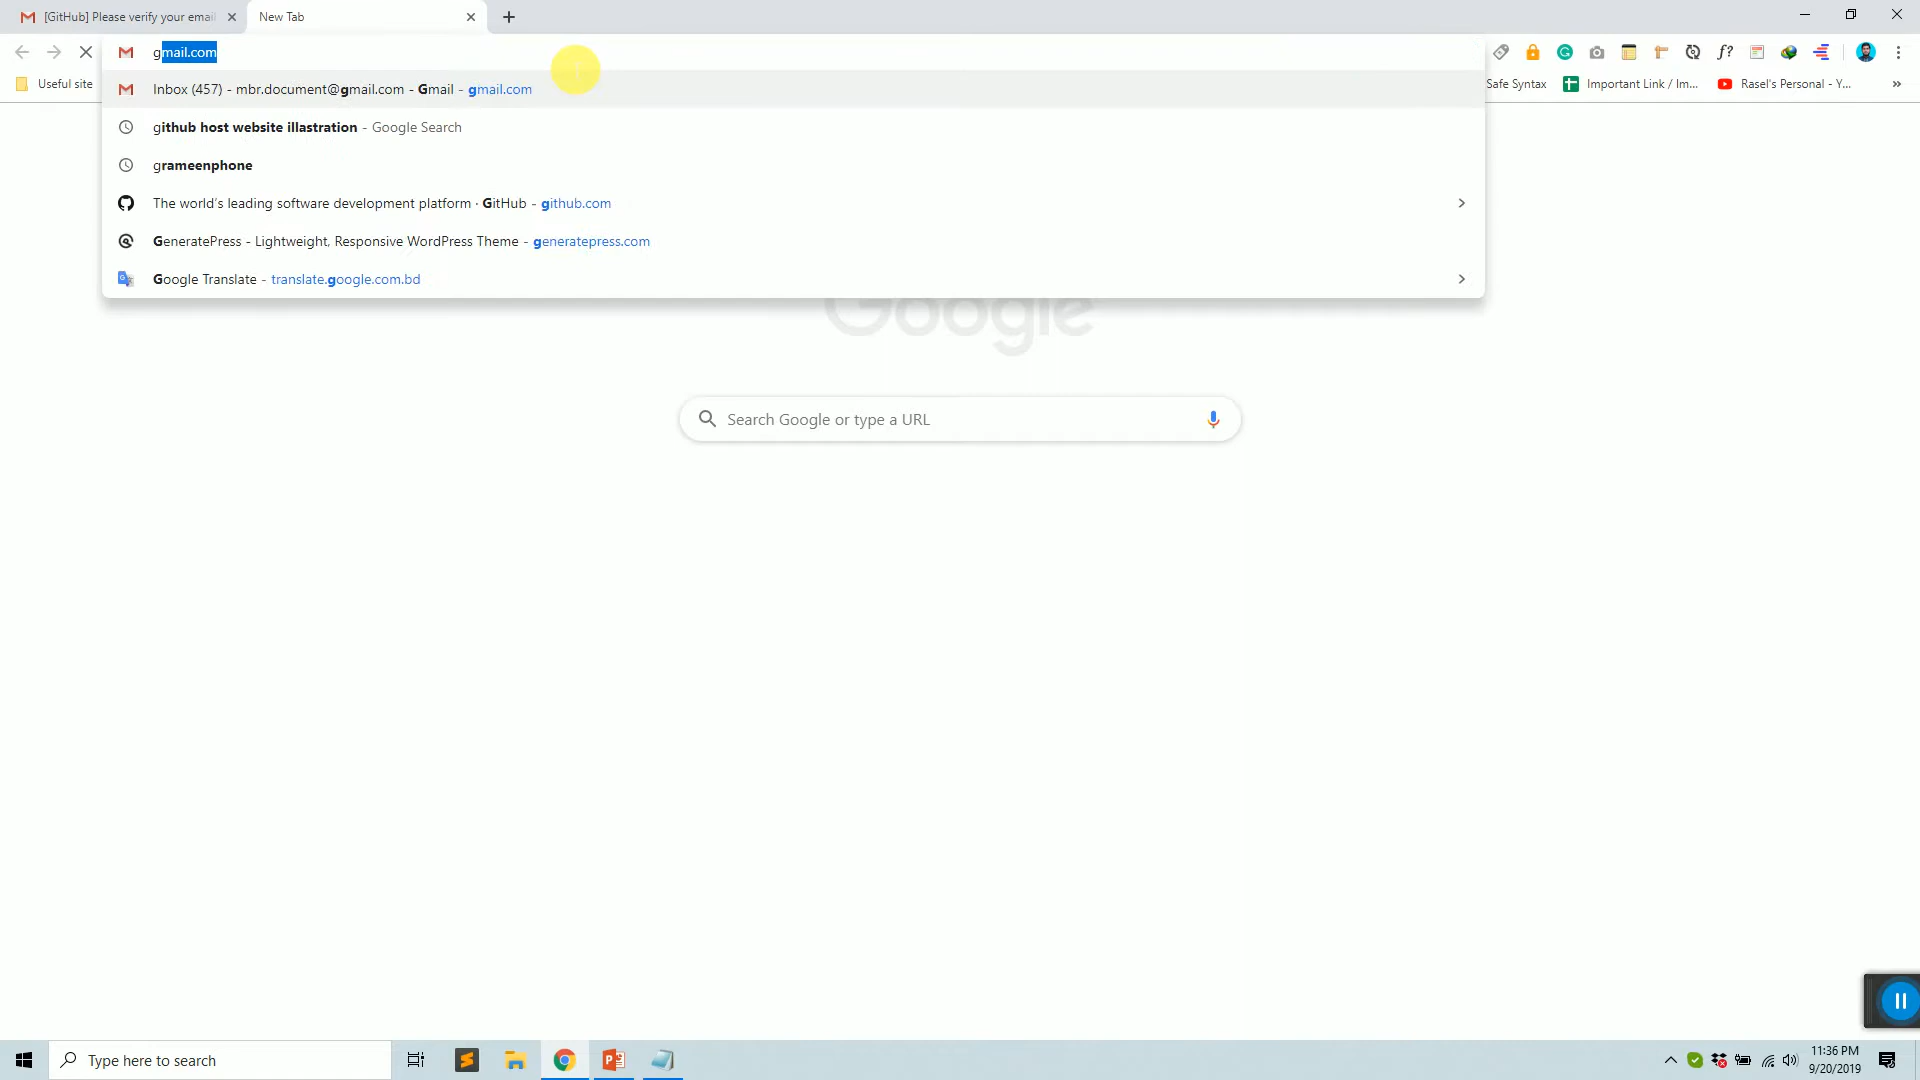 [GitHub] Please verify your email
New Tab
gmail.com
Useful site
Safe Syntax
Important Link / Im...
Rasel's Personal - Y...
Inbox (457) - mbr.document@gmail.com - Gmail - gmail.com
github host website illastration - Google Search
grameenphone
The world's leading software development platform · GitHub - github.com
GeneratePress - Lightweight, Responsive WordPress Theme - generatepress.com
Google Translate - translate.google.com.bd
Google
Search Google or type a URL
Type here to search
11:36 PM
9/20/2019